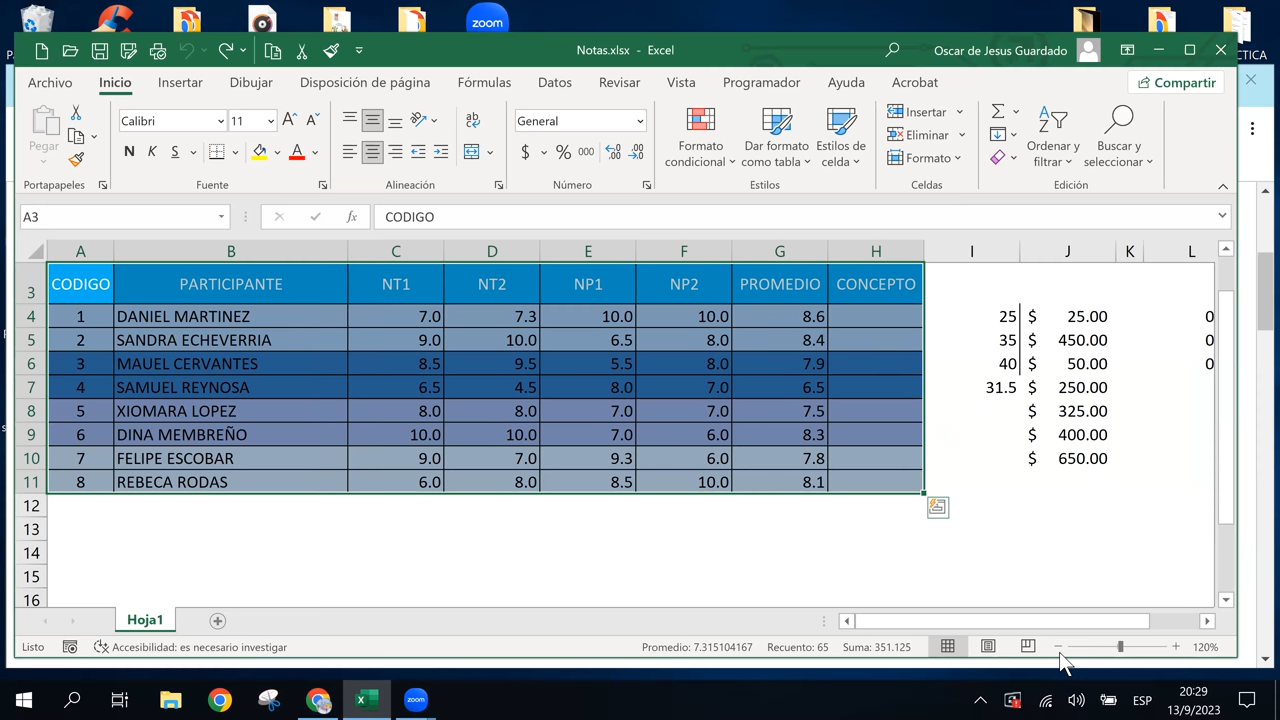 zoom
Notas.xlsx - Excel
Oscar de Jesus Guardado
CTICA
Archivo Inicio Insertar Dibujar Disposición de página Fórmulas Datos Revisar Vista Programador Ayuda Acrobat Compartir
Pegar
Calibri 11
N K S A
ab
General
$ % 000
Formato condicional
Dar formato como tabla
Estilos de celda
Insertar
Eliminar
Formato
Ordenar y filtrar
Buscar y seleccionar
Portapapeles Fuente Alineación Número Estilos Celdas Edición
A3 fx CODIGO
A B C D E F G H I J K L
3 CODIGO PARTICIPANTE NT1 NT2 NP1 NP2 PROMEDIO CONCEPTO
4 1 DANIEL MARTINEZ 7.0 7.3 10.0 10.0 8.6 25 $ 25.00 0
5 2 SANDRA ECHEVERRIA 9.0 10.0 6.5 8.0 8.4 35 $ 450.00 0
6 3 MAUEL CERVANTES 8.5 9.5 5.5 8.0 7.9 40 $ 50.00 0
7 4 SAMUEL REYNOSA 6.5 4.5 8.0 7.0 6.5 31.5 $ 250.00
8 5 XIOMARA LOPEZ 8.0 8.0 7.0 7.0 7.5 $ 325.00
9 6 DINA MEMBREÑO 10.0 10.0 7.0 6.0 8.3 $ 400.00
10 7 FELIPE ESCOBAR 9.0 7.0 9.3 6.0 7.8 $ 650.00
11 8 REBECA RODAS 6.0 8.0 8.5 10.0 8.1
12
13
14
15
16
Hoja1
Listo Accesibilidad: es necesario investigar Promedio: 7.315104167 Recuento: 65 Suma: 351.125 120%
zoom
ESP
20:29
13/9/2023